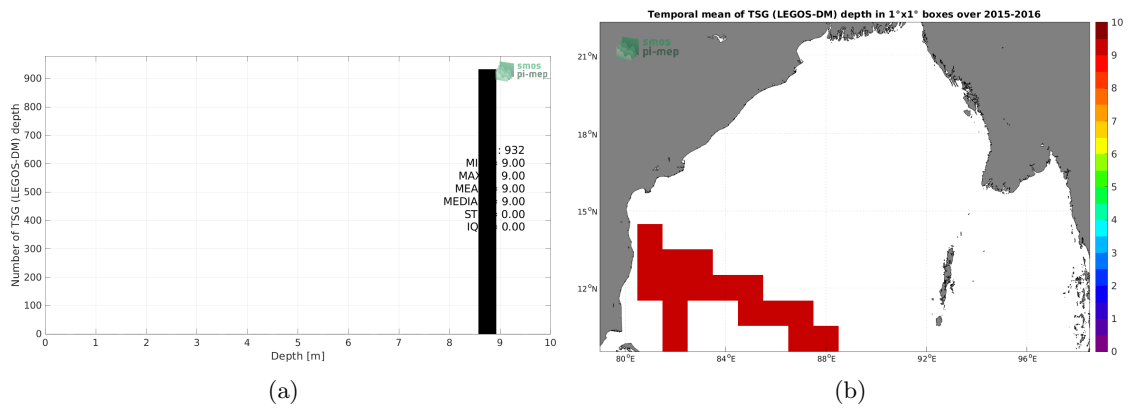 Temporal mean of TSG (LEGOS-DM) depth in 1°x1° boxes over 2015-2016
smos
pi-mep
Number of TSG (LEGOS-DM) depth
900
800
700
600
500
400
300
200
100
0
: 932
MI = 9.00
MAX = 9.00
MEA = 9.00
MEDIA = 9.00
ST = 0.00
IQ = 0.00
0 1 2 3 4 5 6 7 8 9 10
Depth [m]
(a)
smos
pi-mep
21°N
18°N
15°N
12°N
80°E 84°E 88°E 92°E 96°E
10
9
8
7
6
5
4
3
2
1
0
(b)